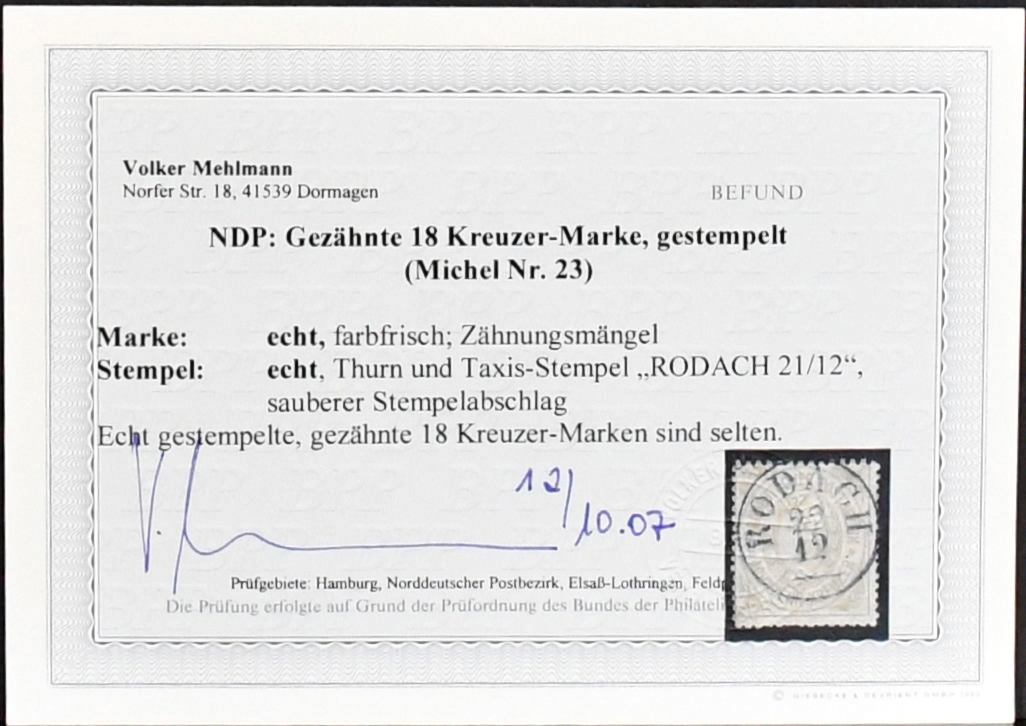 Volker Mehlmann
Norfer Str. 18, 41539 Dormagen
BEFUND
NDP: Gezähnte 18 Kreuzer-Marke, gestempelt
(Michel Nr. 23)
Marke: echt, farbfrisch; Zähnungsmängel
Stempel: echt, Thurn und Taxis-Stempel „RODACH 21/12“,
sauberer Stempelabschlag
Echt gestempelte, gezähnte 18 Kreuzer-Marken sind selten.
12/10.07
RODACH
12
Prüfgebiete: Hamburg, Norddeutscher Postbezirk, Elsaß-Lothringen, Feldp
Die Prüfung erfolgte auf Grund der Prüfordnung des Bundes der Philateli